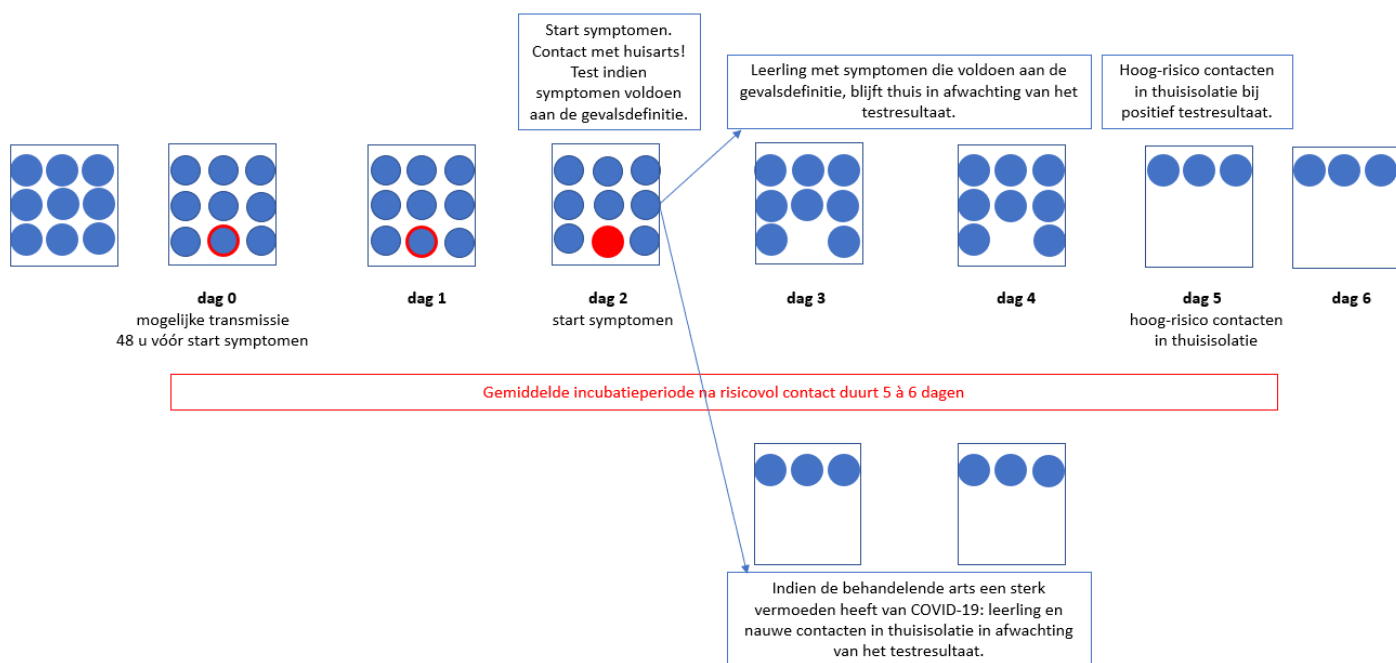 Start symptomen.
Contact met huisarts!
Test indien
symptomen voldoen
aan de gevalsdefinitie.
Leerling met symptomen die voldoen aan de
gevalsdefinitie, blijft thuis in afwachting van het
testresultaat.
Hoog-risico contacten
in thuisisolatie bij
positief testresultaat.
dag 0
mogelijke transmissie
48 u vóór start symptomen
dag 1
dag 2
start symptomen
dag 3
dag 4
dag 5
hoog-risico contacten
in thuisisolatie
dag 6
Gemiddelde incubatieperiode na risicovol contact duurt 5 à 6 dagen
Indien de behandelende arts een sterk
vermoeden heeft van COVID-19: leerling en
nauwe contacten in thuisisolatie in afwachting
van het testresultaat.